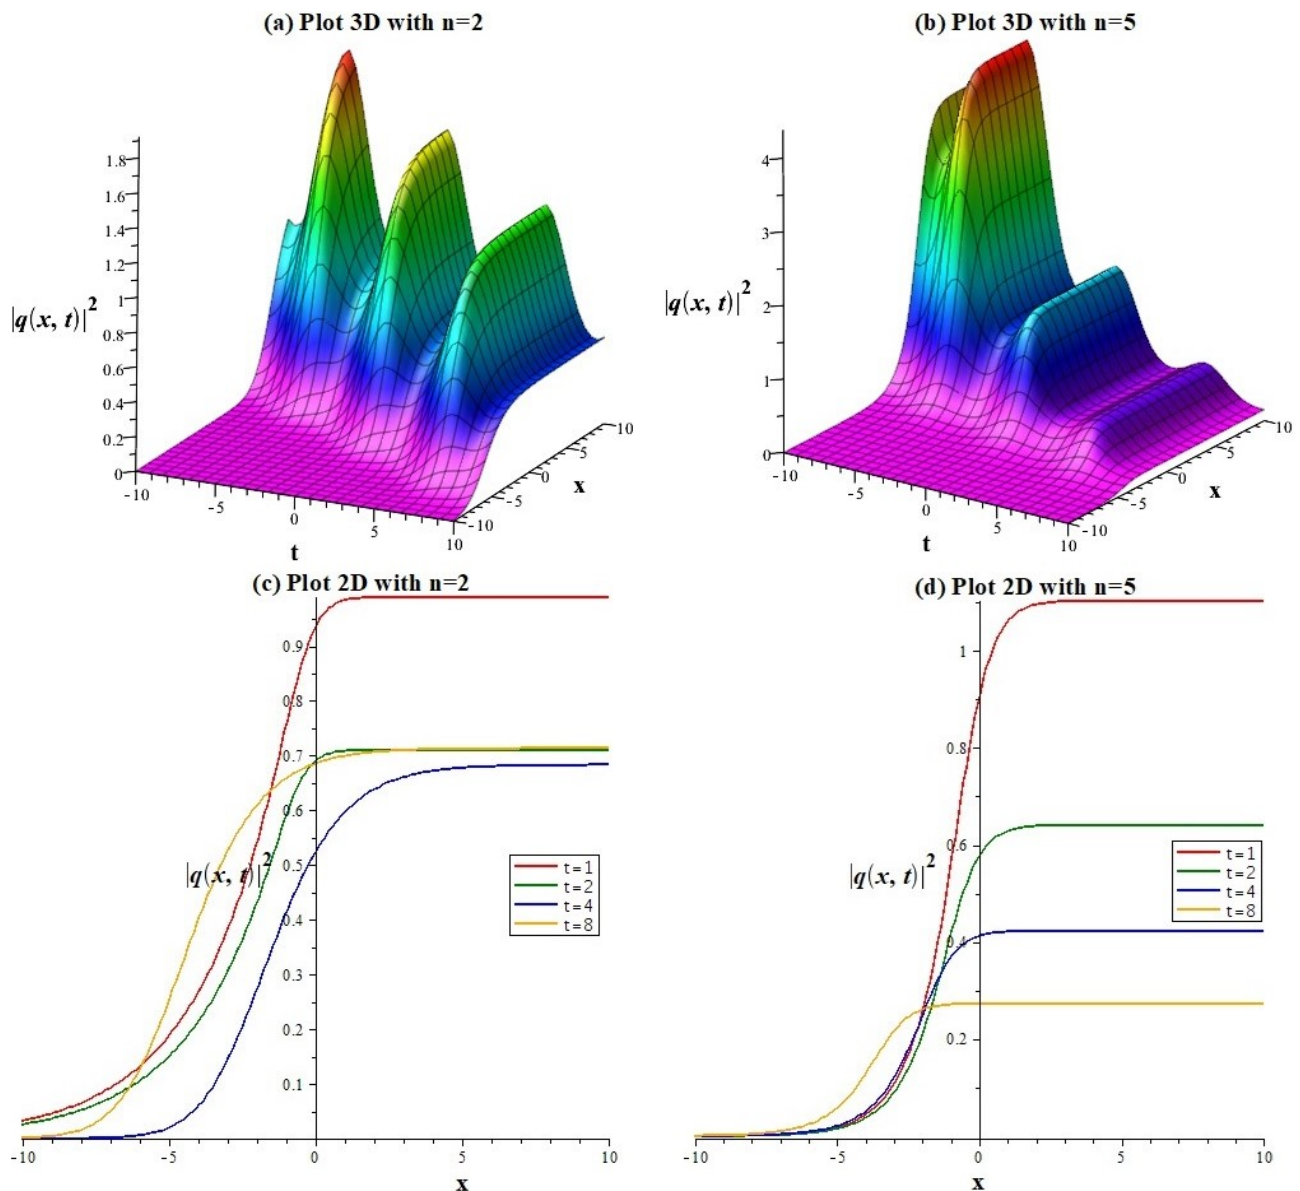 (a) Plot 3D with n=2
1.8
1.6
1.4
1.2
1
0.8
0.6
0.4
0.2
0
|q(x, t)|²
-10
-5
0
5
10
t
-10
-5
0
5
10
x
(b) Plot 3D with n=5
4
3
2
1
0
|q(x, t)|²
-10
-5
0
5
10
t
-10
-5
0
5
10
x
(c) Plot 2D with n=2
0.9
0.8
0.7
0.6
0.5
0.4
0.3
0.2
0.1
|q(x, t)|²
t=1
t=2
t=4
t=8
-10
-5
0
5
10
x
(d) Plot 2D with n=5
1
0.8
0.6
0.4
0.2
|q(x, t)|²
t=1
t=2
t=4
t=8
-10
-5
0
5
10
x